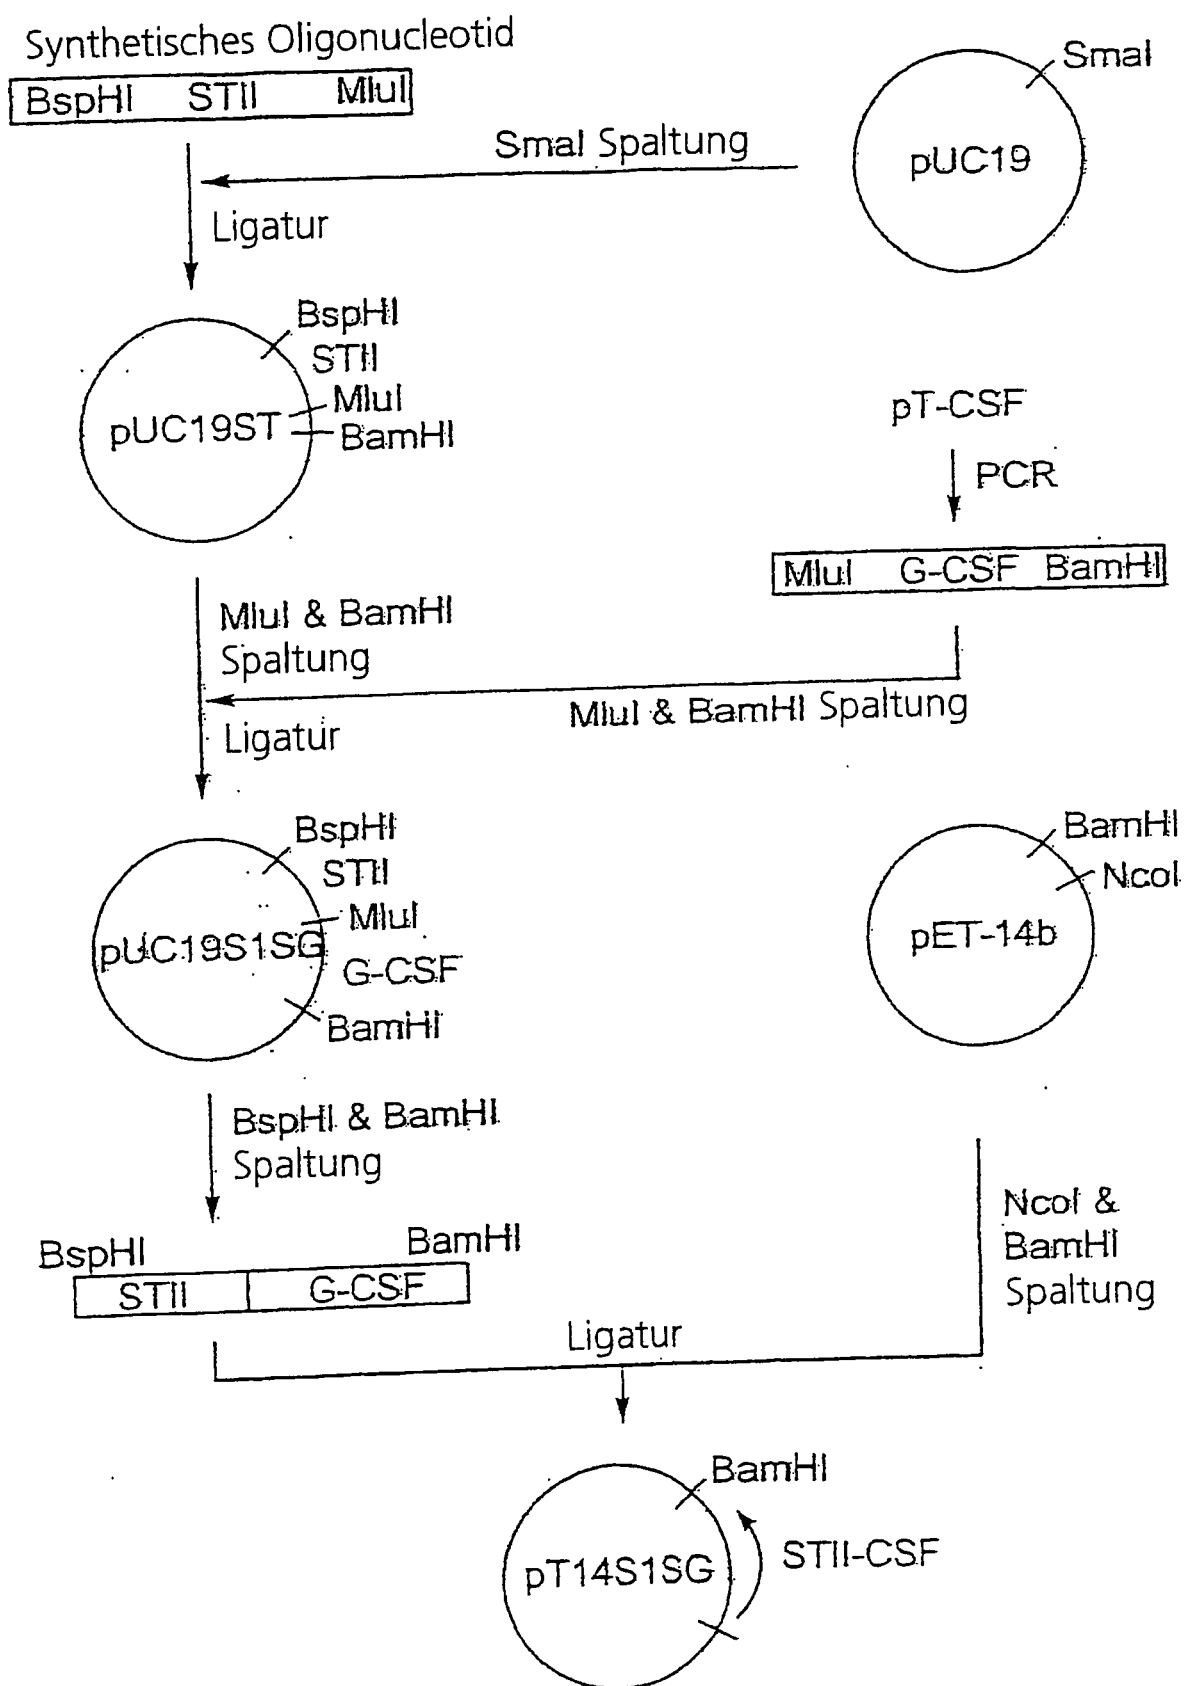 Synthetisches Oligonucleotid
BspHI STII MluI
SmaI
pUC19
SmaI Spaltung
Ligatur
BspHI
STII
MluI
BamHI
pUC19ST
pT-CSF
PCR
MluI G-CSF BamHI
MluI & BamHI
Spaltung
MluI & BamHI Spaltung
Ligatur
BspHI
STII
MluI
pUC19S1SG
G-CSF
BamHI
BamHI
NcoI
pET-14b
BspHI & BamHI
Spaltung
NcoI &
BamHI
Spaltung
BspHI BamHI
STII G-CSF
Ligatur
BamHI
pT14S1SG
STII-CSF